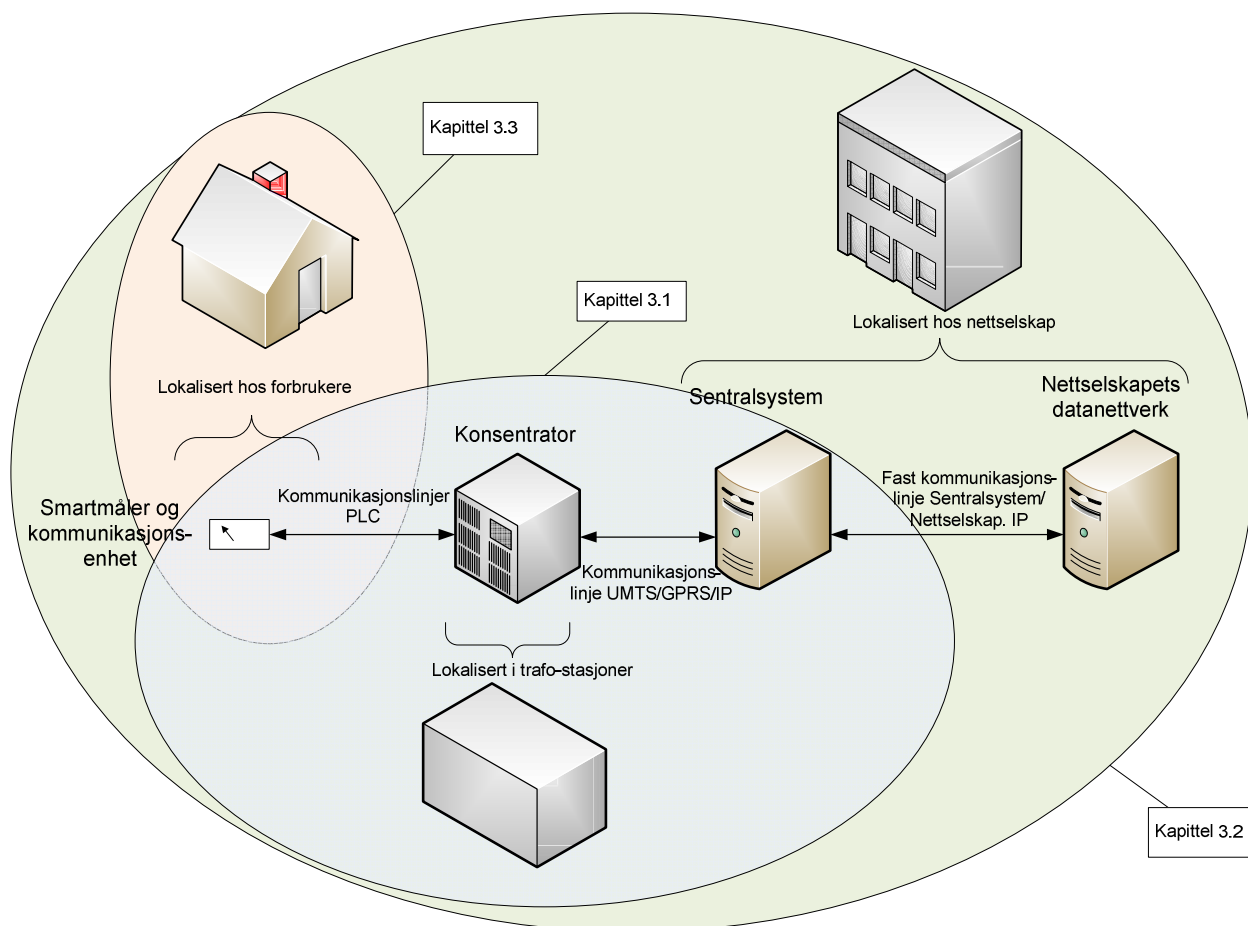 Kapittel 3.3
Kapittel 3.1
Lokalisert hos nettselskap
Lokalisert hos forbrukere
Sentralsystem
Nettselskapets
datanettverk
Konsentrator
Smartmåler og
kommunikasjons-
enhet
Kommunikasjonslinjer
PLC
Fast kommunikasjons-
linje Sentralsystem/
Nettselskap. IP
Kommunikasjons-
linje UMTS/GPRS/IP
Lokalisert i trafo-stasjoner
Kapittel 3.2